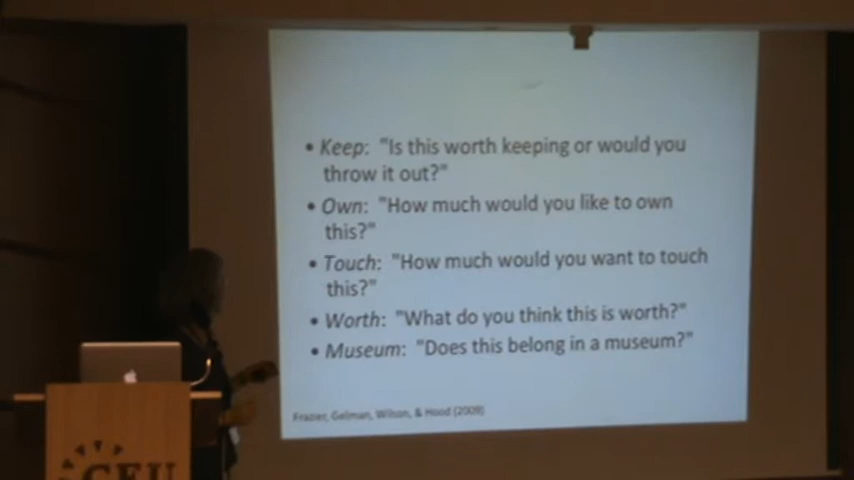 • Keep: "Is this worth keeping or would you
throw it out?"
• Own: "How much would you like to own
this?"
• Touch: "How much would you want to touch
this?"
• Worth: "What do you think this is worth?"
• Museum: "Does this belong in a museum?"
Frazier, Gelman, Wilson, & Hood (2009)
CEU